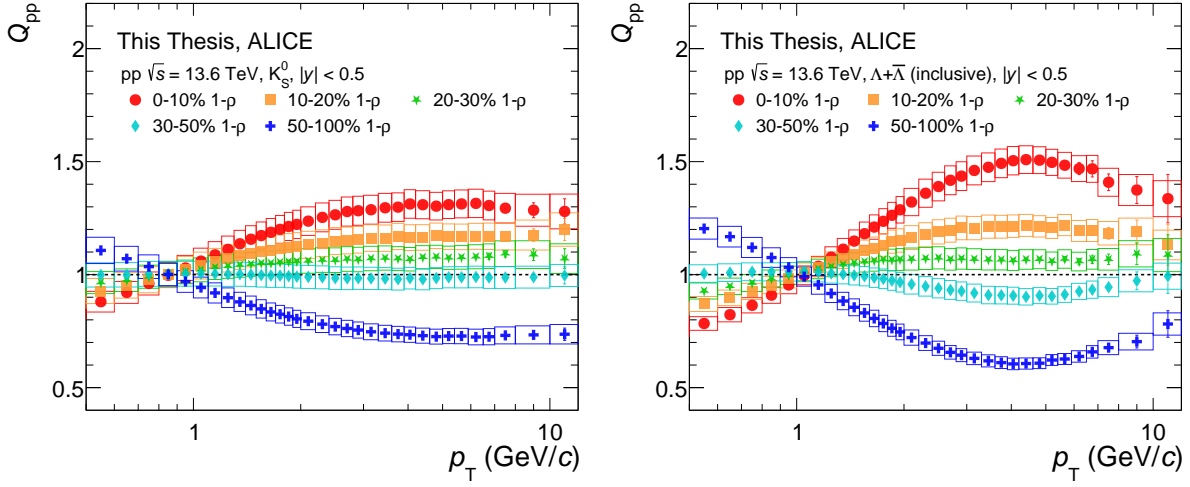 Q_pp
2
1.5
1
0.5
This Thesis, ALICE
pp √s = 13.6 TeV, K⁰_S, |y| < 0.5
0-10% 1-ρ
10-20% 1-ρ
20-30% 1-ρ
30-50% 1-ρ
50-100% 1-ρ
1
10
p_T (GeV/c)
Q_pp
2
1.5
1
0.5
This Thesis, ALICE
pp √s = 13.6 TeV, Λ+Λ̅ (inclusive), |y| < 0.5
0-10% 1-ρ
10-20% 1-ρ
20-30% 1-ρ
30-50% 1-ρ
50-100% 1-ρ
1
10
p_T (GeV/c)